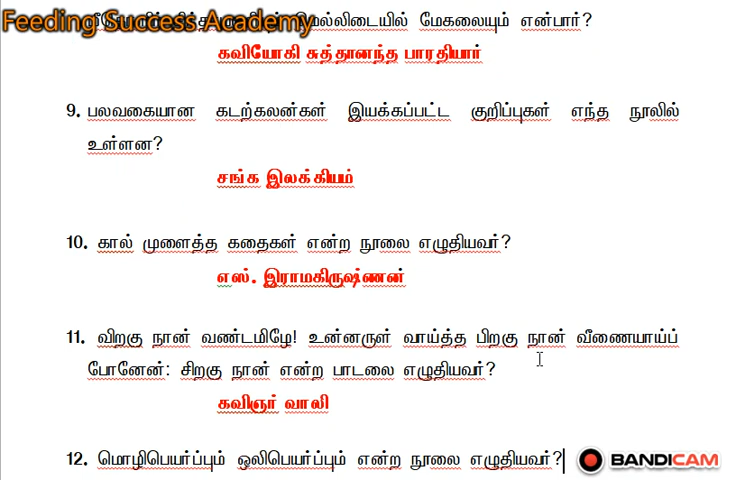 Feeding Success Academy மெல்லிடையில் மேகலையும் என்பார்?
கவியோகி சுத்தானந்த பாரதியார்
9. பலவகையான கடற்கலன்கள் இயக்கப்பட்ட குறிப்புகள் எந்த நூலில்
உள்ளன?
சங்க இலக்கியம்
10. கால் முளைத்த கதைகள் என்ற நூலை எழுதியவர்?
எஸ். இராமகிருஷ்ணன்
11. விறகு நான் வண்டமிழே! உன்னருள் வாய்த்த பிறகு நான் வீணையாய்ப்
போனேன்: சிறகு நான் என்ற பாடலை எழுதியவர்?
கவிஞர் வாலி
12. மொழிபெயர்ப்பும் ஒலிபெயர்ப்பும் என்ற நூலை எழுதியவர்? BANDICAM